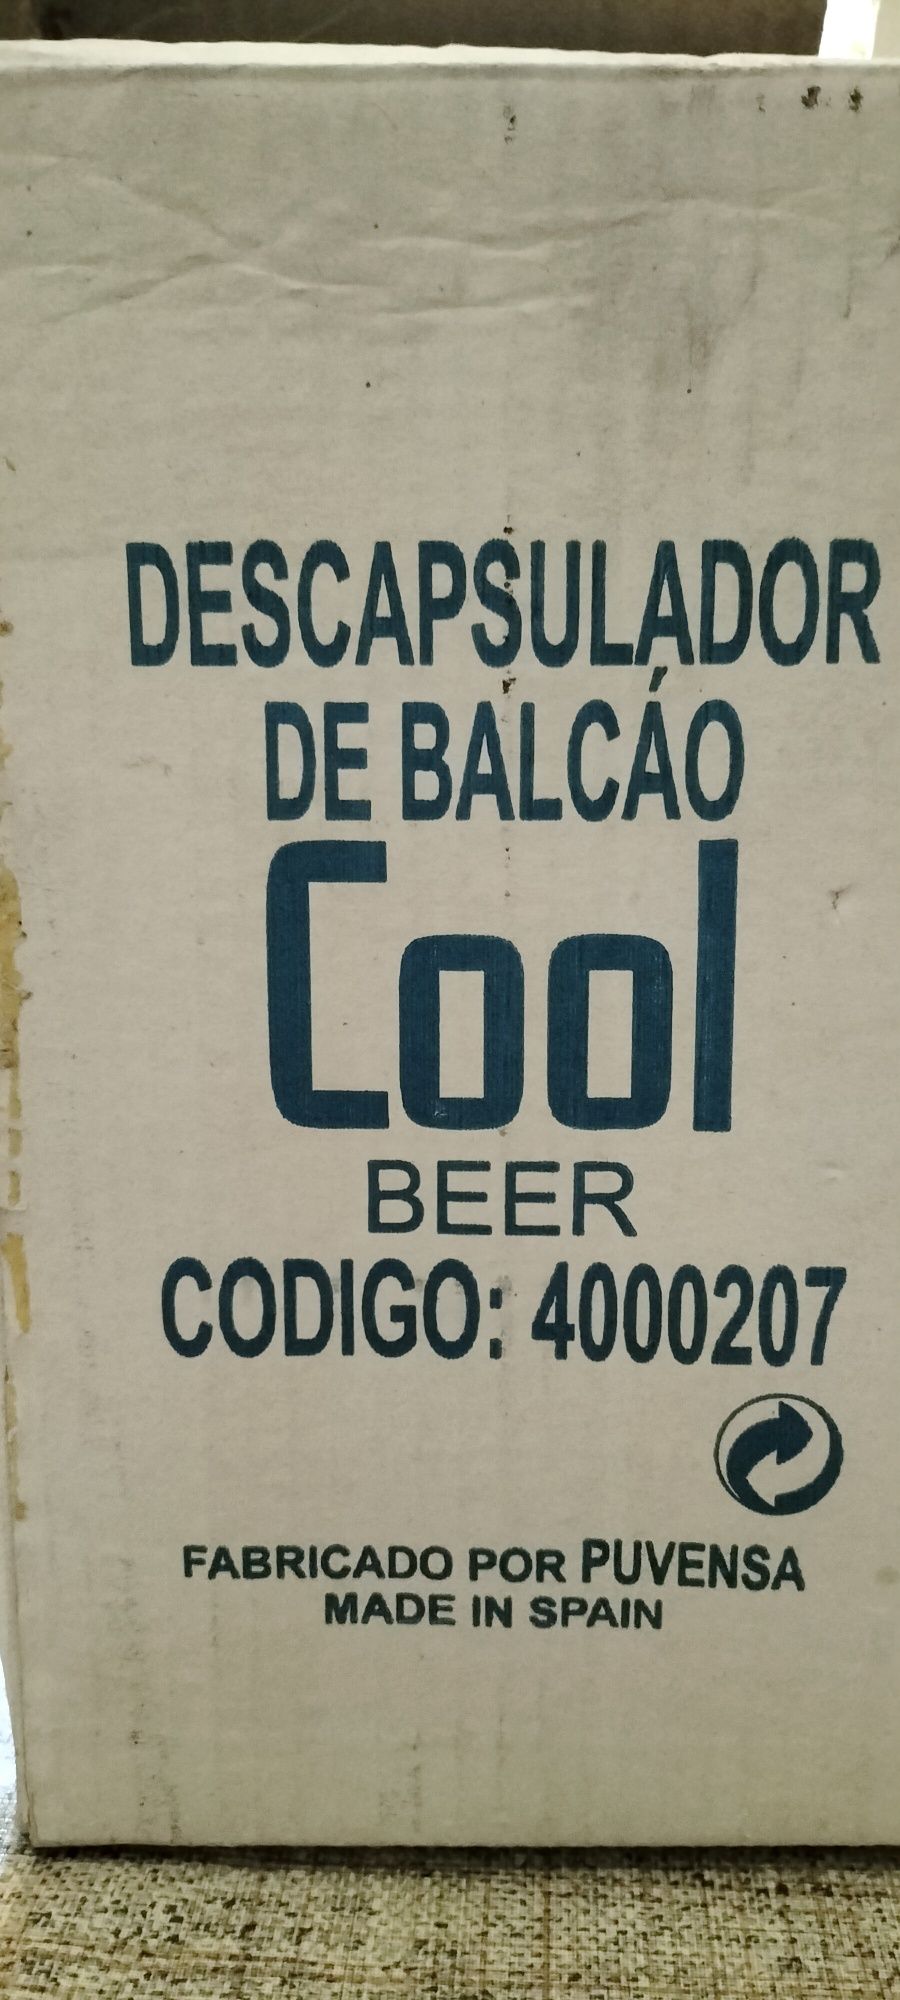 DESCAPSULADOR
DE BALCÁO
Cool
BEER
CODIGO: 4000207
FABRICADO POR PUVENSA
MADE IN SPAIN